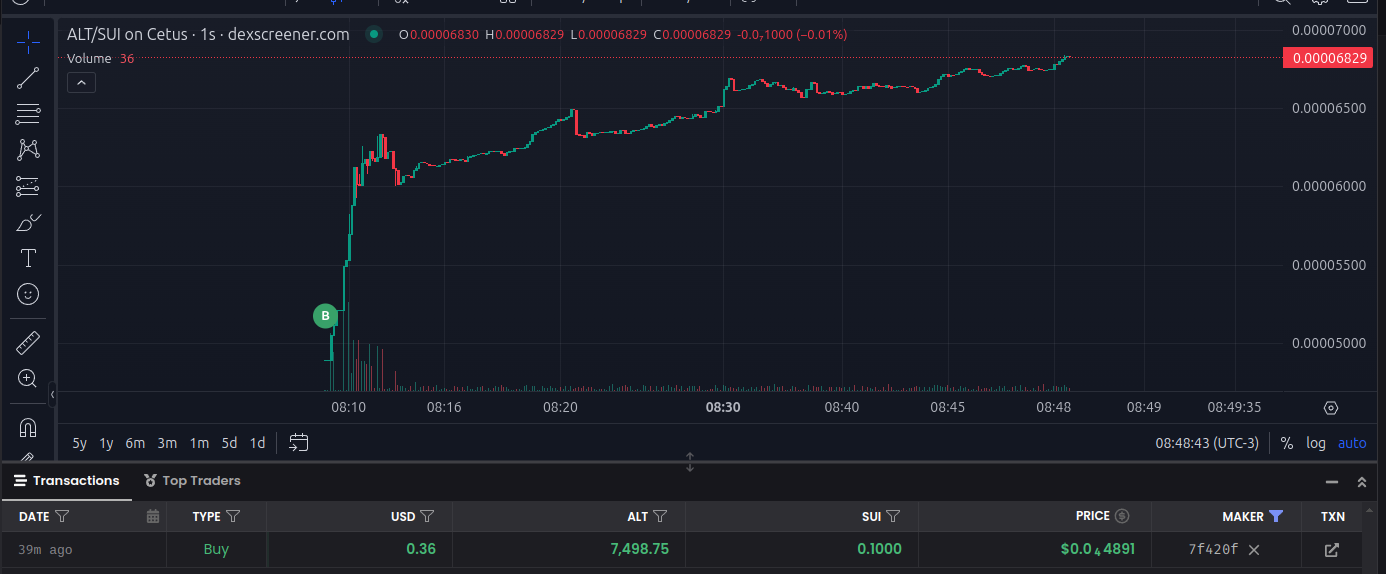 ALT/SUI on Cetus · 1s · dexscreener.com O0.00006830 H0.00006829 L0.00006829 C0.00006829 -0.0₇1000 (−0.01%)
Volume 36
0.00007000
0.00006829
0.00006500
0.00006000
0.00005500
0.00005000
B
08:10 08:16 08:20 08:30 08:40 08:45 08:48 08:49 08:49:35
5y 1y 6m 3m 1m 5d 1d 08:48:43 (UTC-3) % log auto
T
Transactions Top Traders
DATE TYPE USD ALT SUI PRICE MAKER TXN
39m ago Buy 0.36 7,498.75 0.1000 $0.0₄4891 7f420f